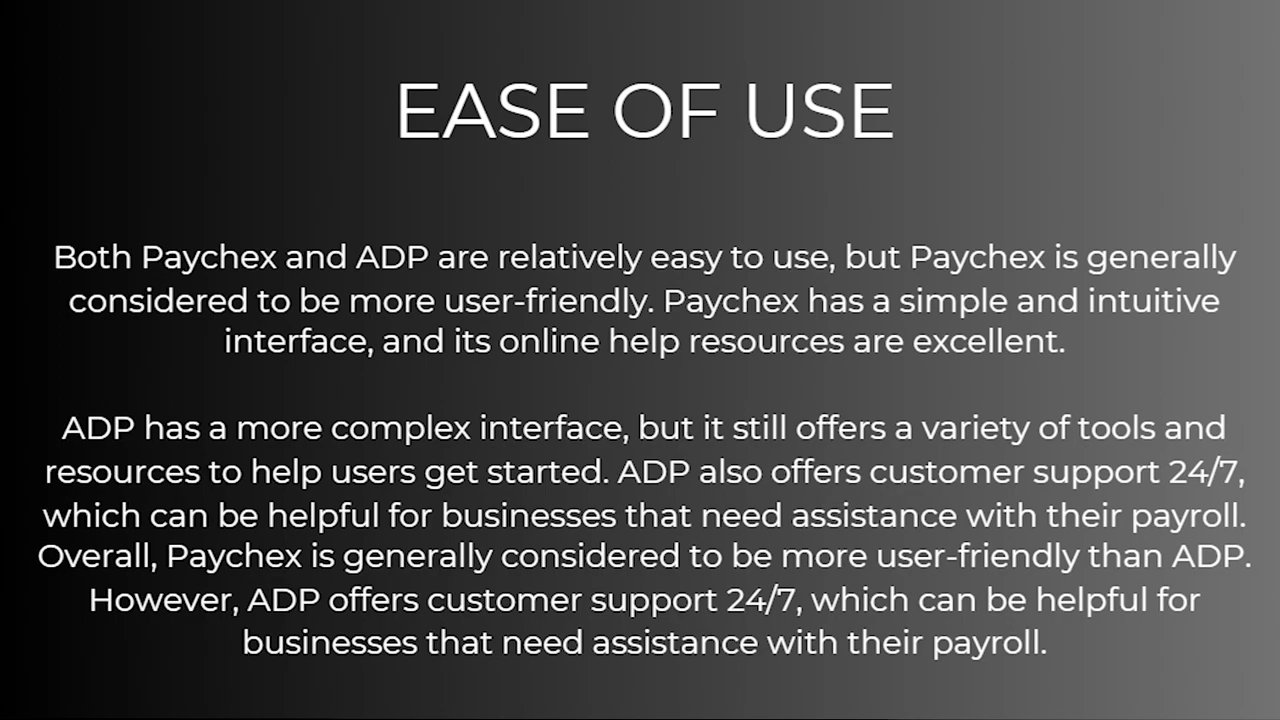 EASE OF USE
Both Paychex and ADP are relatively easy to use, but Paychex is generally
considered to be more user-friendly. Paychex has a simple and intuitive
interface, and its online help resources are excellent.
ADP has a more complex interface, but it still offers a variety of tools and
resources to help users get started. ADP also offers customer support 24/7,
which can be helpful for businesses that need assistance with their payroll.
Overall, Paychex is generally considered to be more user-friendly than ADP.
However, ADP offers customer support 24/7, which can be helpful for
businesses that need assistance with their payroll.